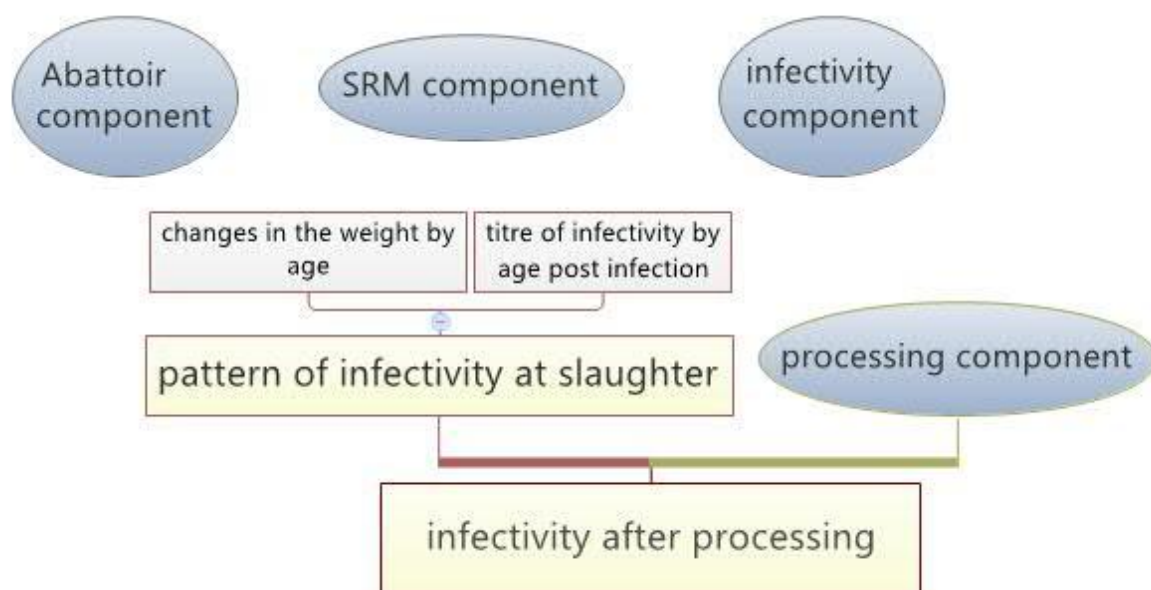 Abattoir
component
SRM component
infectivity
component
changes in the weight by
age
titre of infectivity by
age post infection
pattern of infectivity at slaughter
processing component
infectivity after processing